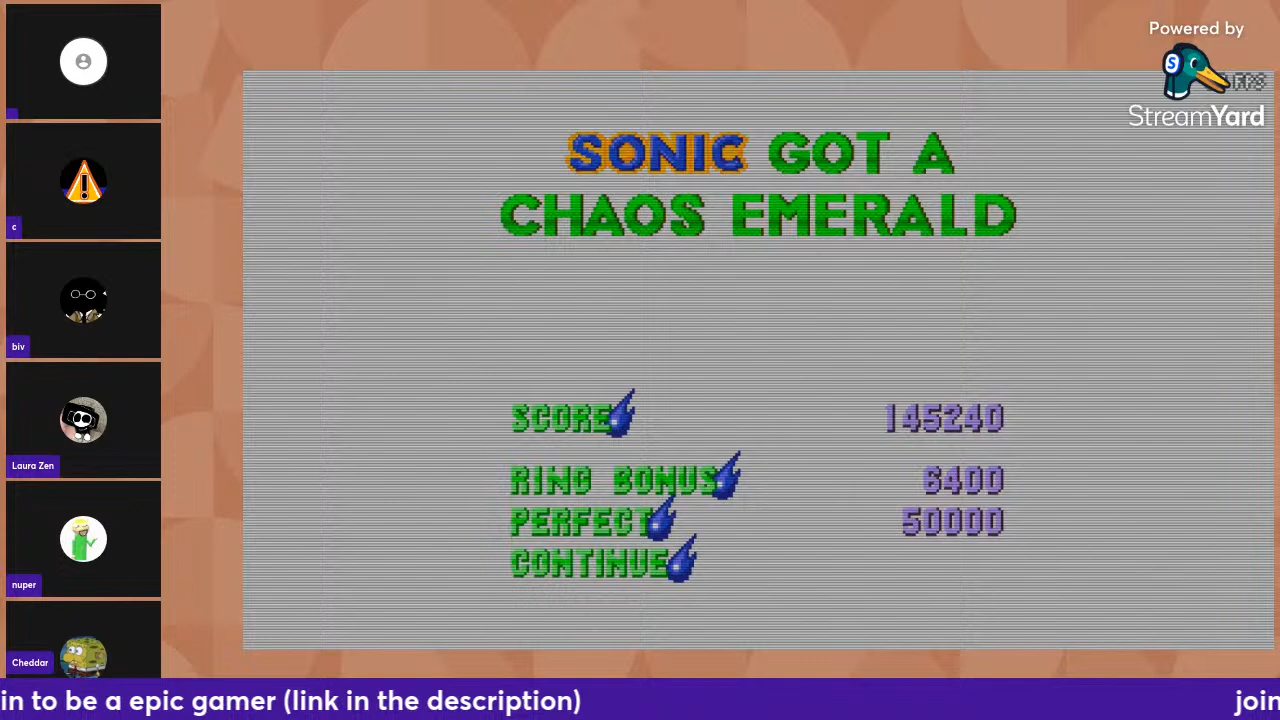 Powered by
StreamYard
FPS
SONIC GOT A
CHAOS EMERALD
SCORE 145240
RING BONUS 6400
PERFECT 50000
CONTINUE
c
biv
Laura Zen
nuper
Cheddar
in to be a epic gamer (link in the description)
join